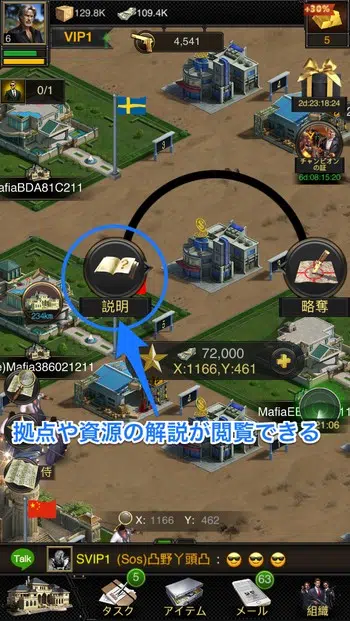 129.8K
109.4K
+30%
6
VIP1
4,541
5
0/1
2d:23:18:24
チャンピオン
の証
6d:08:15:20
afiaBDA81C211
説明
略奪
234km
72,000
X:1166,Y:461
e)Mafia386021211
MafiaEE
21:06
拠点や資源の解説が閲覧できる
侍
X: 1166 Y: 462
Talk
SVIP1 (Sos)凸野丫頭凸 :
5
63
タスク
アイテム
メール
組織